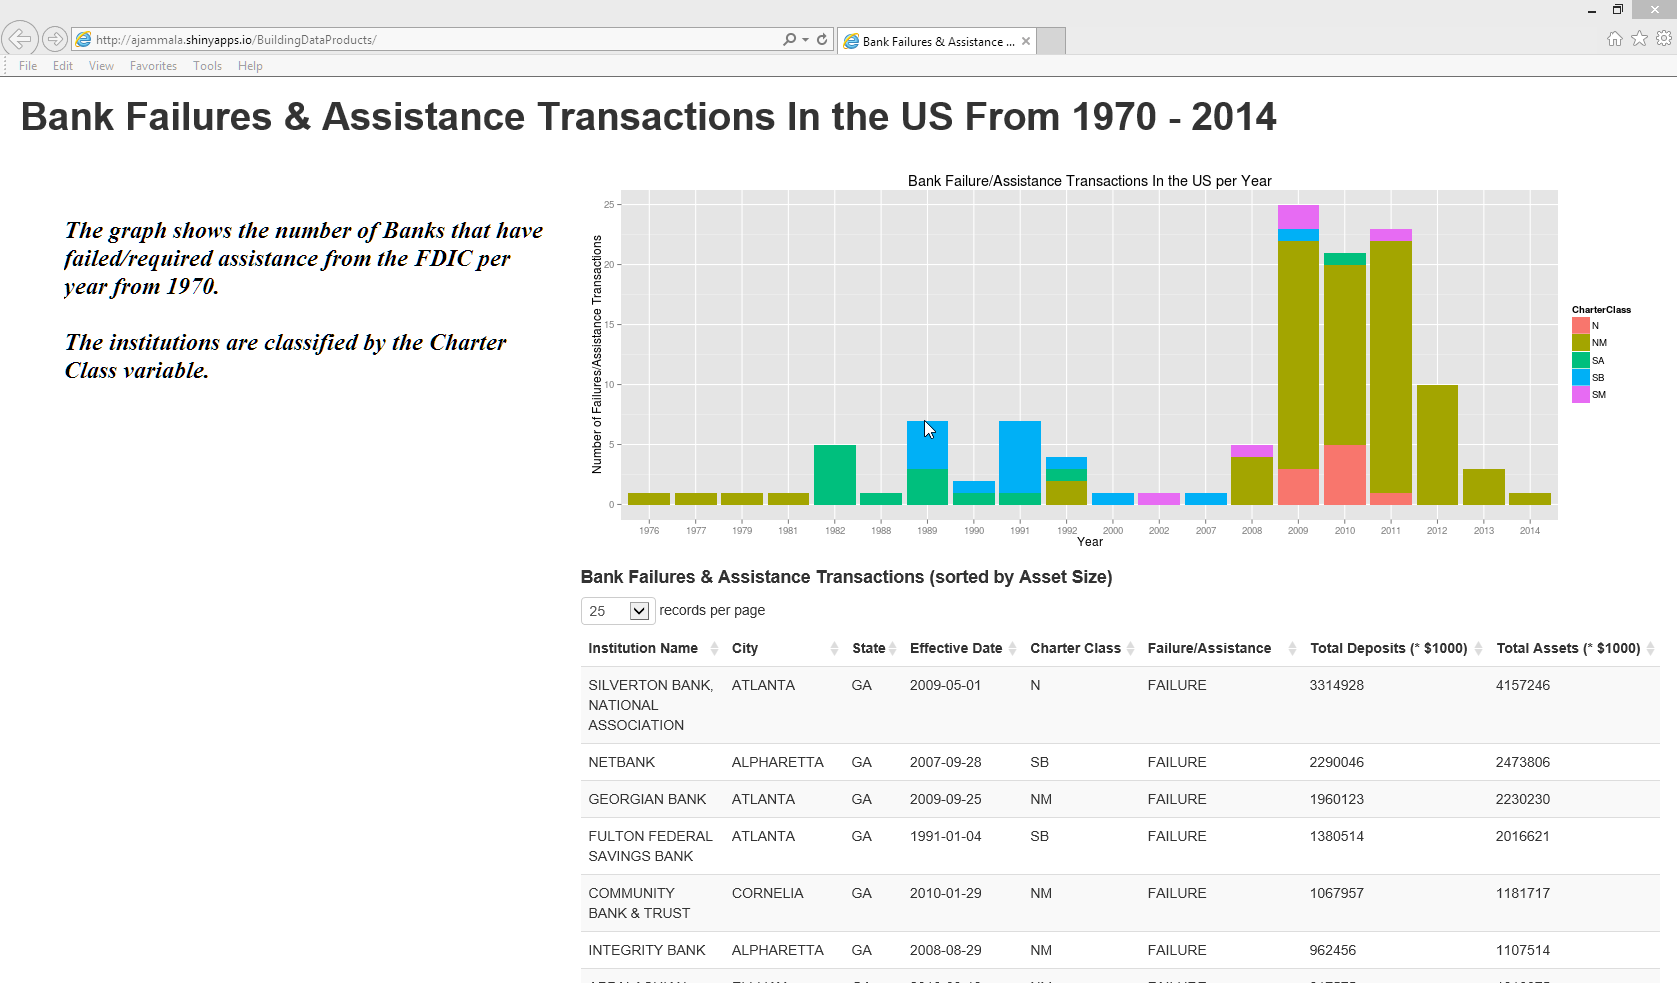 http://ajammala.shinyapps.io/BuildingDataProducts/
Bank Failures & Assistance ...
File Edit View Favorites Tools Help
Bank Failures & Assistance Transactions In the US From 1970 - 2014
The graph shows the number of Banks that have
failed/required assistance from the FDIC per
year from 1970.
The institutions are classified by the Charter
Class variable.
Bank Failure/Assistance Transactions In the US per Year
Number of Failures/Assistance Transactions
25
20
15
10
5
0
1976 1977 1979 1981 1982 1988 1989 1990 1991 1992 2000 2002 2007 2008 2009 2010 2011 2012 2013 2014
Year
CharterClass
N
NM
SA
SB
SM
Bank Failures & Assistance Transactions (sorted by Asset Size)
25 records per page
Institution Name City State Effective Date Charter Class Failure/Assistance Total Deposits (* $1000) Total Assets (* $1000)
SILVERTON BANK, ATLANTA GA 2009-05-01 N FAILURE 3314928 4157246
NATIONAL
ASSOCIATION
NETBANK ALPHARETTA GA 2007-09-28 SB FAILURE 2290046 2473806
GEORGIAN BANK ATLANTA GA 2009-09-25 NM FAILURE 1960123 2230230
FULTON FEDERAL ATLANTA GA 1991-01-04 SB FAILURE 1380514 2016621
SAVINGS BANK
COMMUNITY CORNELIA GA 2010-01-29 NM FAILURE 1067957 1181717
BANK & TRUST
INTEGRITY BANK ALPHARETTA GA 2008-08-29 NM FAILURE 962456 1107514